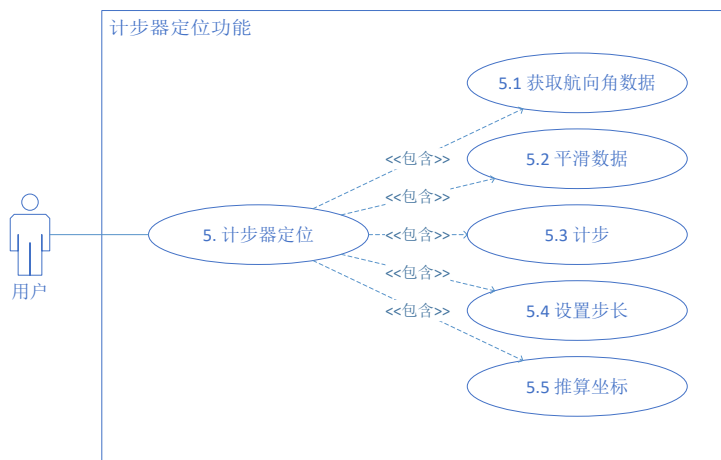 计步器定位功能
5.1 获取航向角数据
<<包含>>
5.2 平滑数据
<<包含>>
用户
5. 计步器定位
<<包含>>
5.3 计步
<<包含>>
5.4 设置步长
<<包含>>
5.5 推算坐标